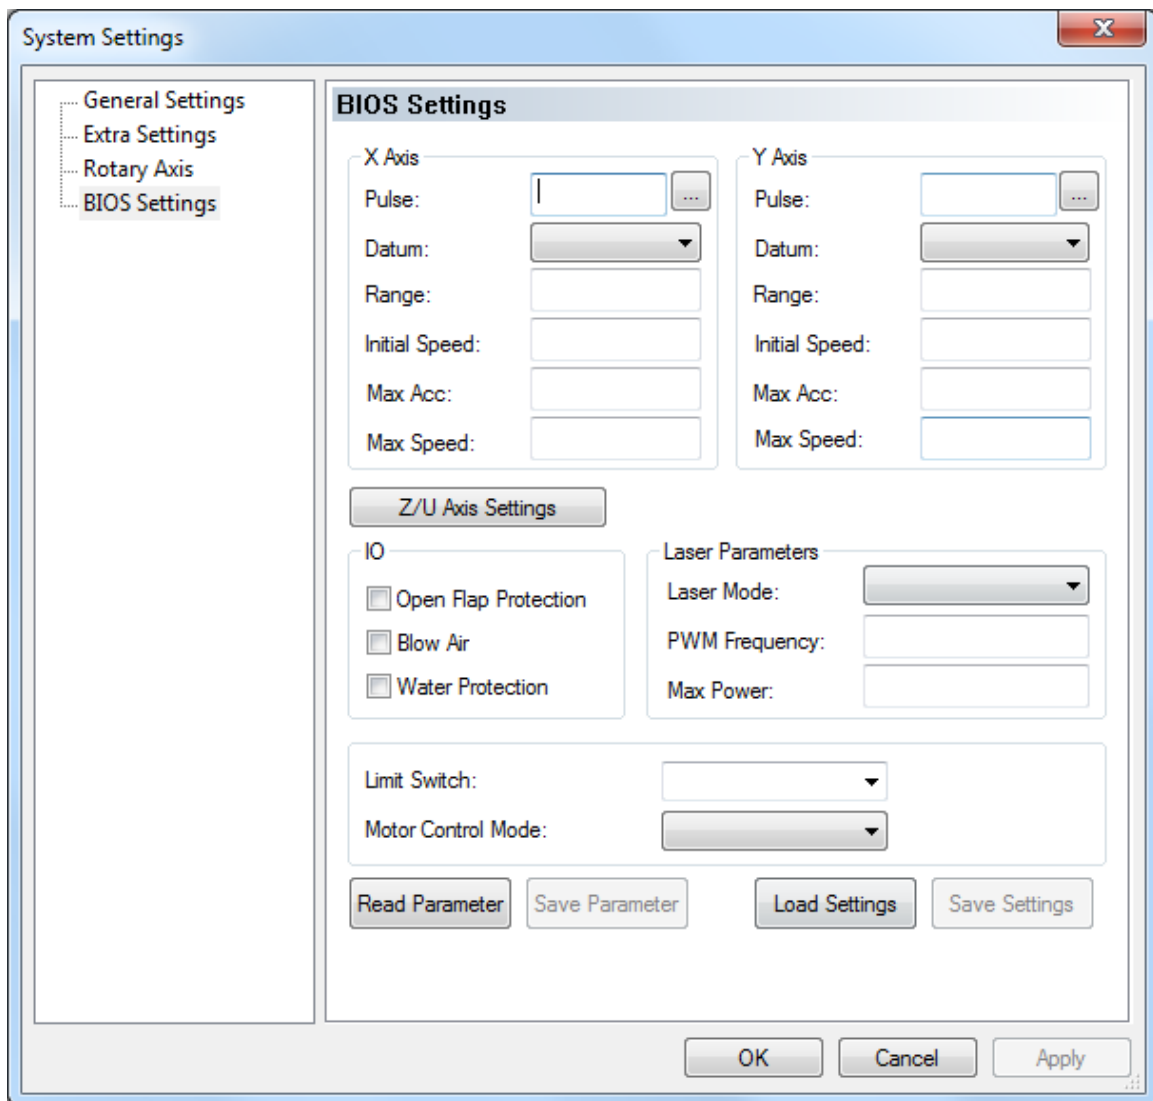 System Settings
General Settings
Extra Settings
Rotary Axis
BIOS Settings
BIOS Settings
X Axis
Pulse:
...
Datum:
Range:
Initial Speed:
Max Acc:
Max Speed:
Y Axis
Pulse:
...
Datum:
Range:
Initial Speed:
Max Acc:
Max Speed:
Z/U Axis Settings
IO
Open Flap Protection
Blow Air
Water Protection
Laser Parameters
Laser Mode:
PWM Frequency:
Max Power:
Limit Switch:
Motor Control Mode:
Read Parameter Save Parameter Load Settings Save Settings
OK Cancel Apply